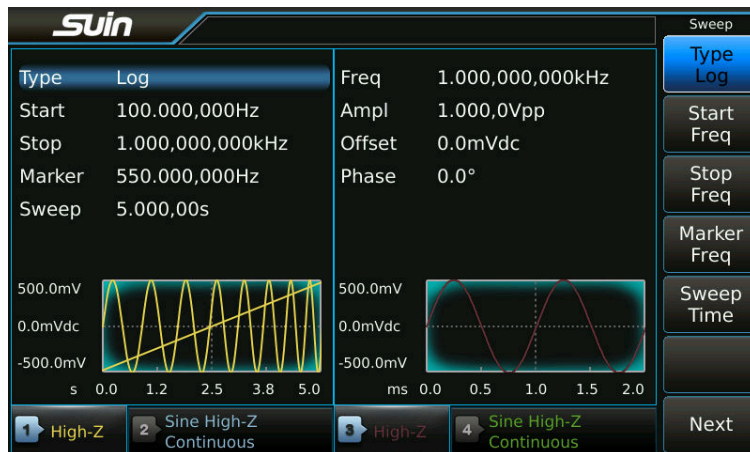 Suin
Sweep
Type Log
Start 100.000,000Hz
Stop 1.000,000,000kHz
Marker 550.000,000Hz
Sweep 5.000,00s
Freq 1.000,000,000kHz
Ampl 1.000,0Vpp
Offset 0.0mVdc
Phase 0.0°
500.0mV
0.0mVdc
-500.0mV
s 0.0 1.2 2.5 3.8 5.0
500.0mV
0.0mVdc
-500.0mV
ms 0.0 0.5 1.0 1.5 2.0
1 High-Z
2 Sine High-Z
Continuous
3 High-Z
4 Sine High-Z
Continuous
Type
Log
Start
Freq
Stop
Freq
Marker
Freq
Sweep
Time
Next